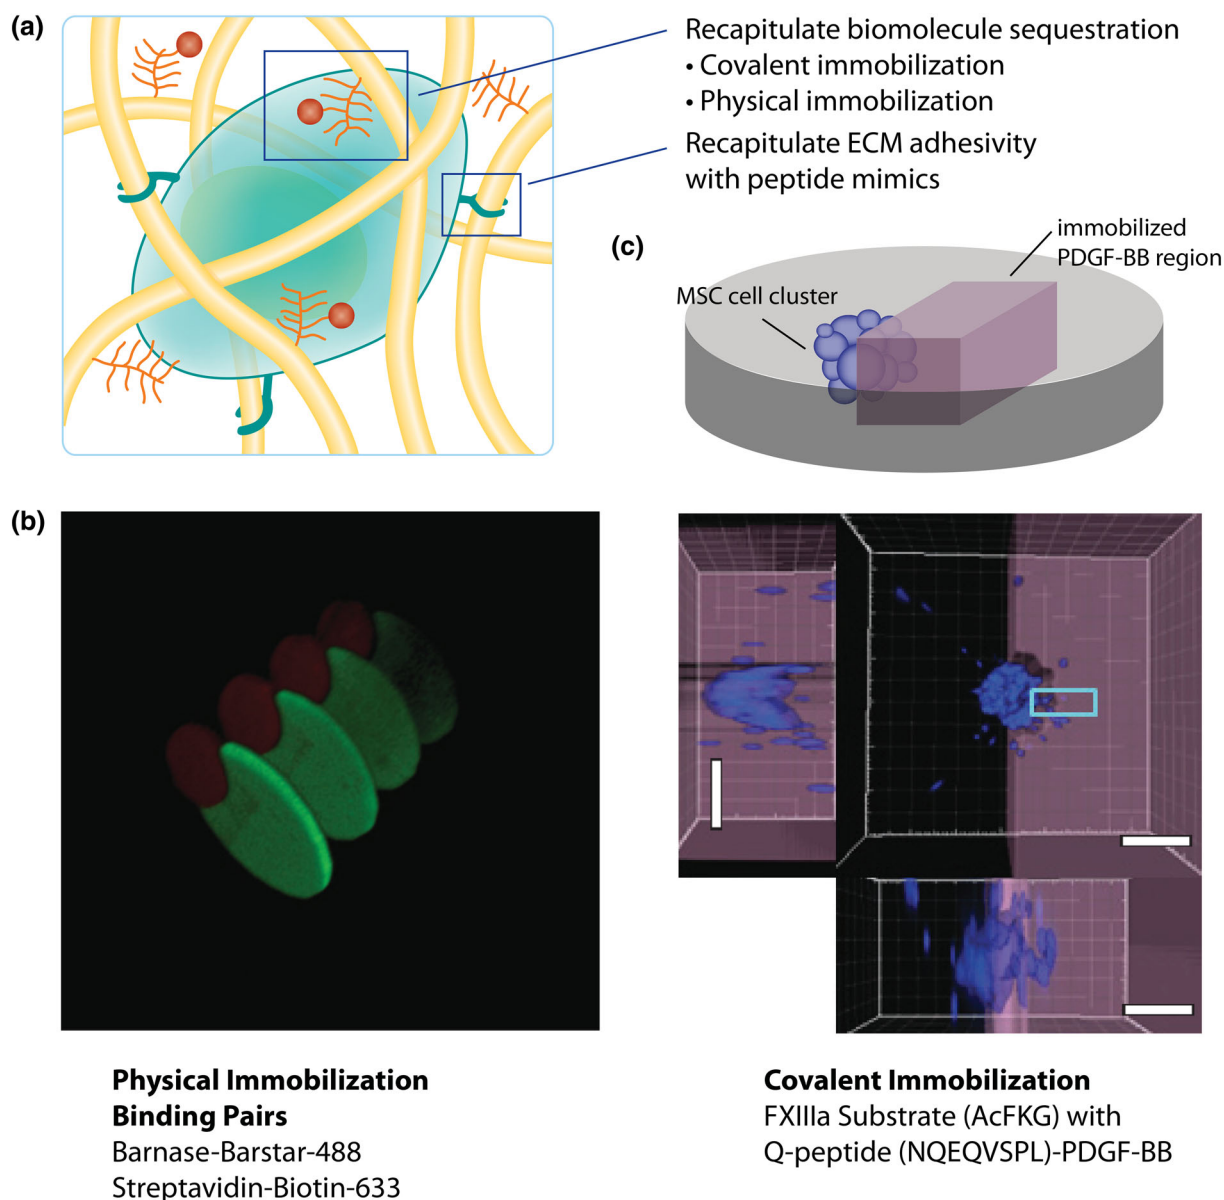 (a)
Recapitulate biomolecule sequestration
• Covalent immobilization
• Physical immobilization
Recapitulate ECM adhesivity
with peptide mimics
(c)
immobilized
PDGF-BB region
MSC cell cluster
(b)
Physical Immobilization
Binding Pairs
Barnase-Barstar-488
Streptavidin-Biotin-633
Covalent Immobilization
FXIIIa Substrate (AcFKG) with
Q-peptide (NQEQVSPL)-PDGF-BB